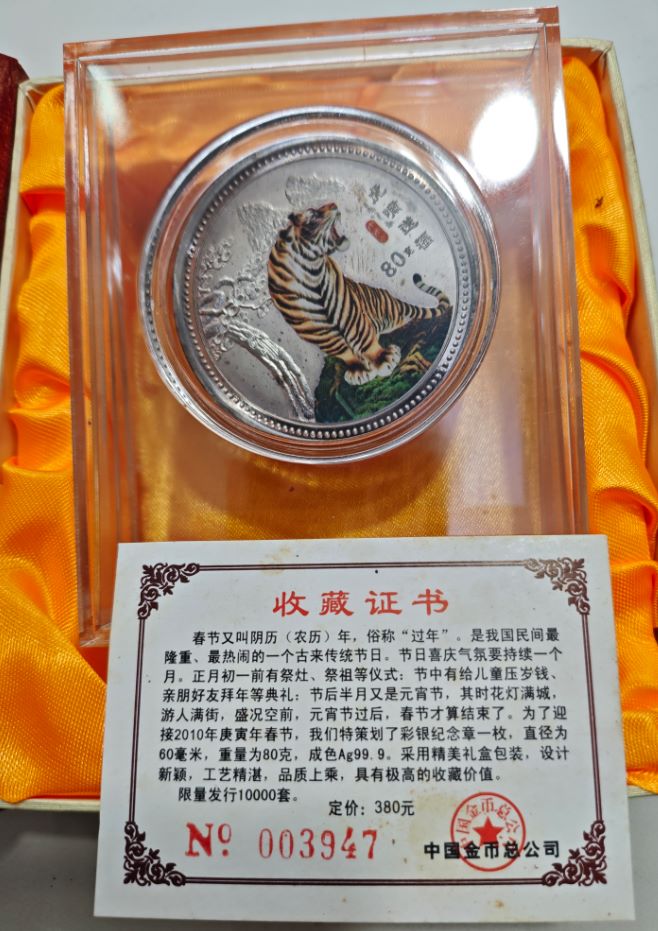 虎虎送福
80克
收藏证书
春节又叫阴历（农历）年，俗称“过年”。是我国民间最
隆重、最热闹的一个古来传统节日。节日喜庆气氛要持续一个
月。正月初一前有祭灶、祭祖等仪式：节中有给儿童压岁钱、
亲朋好友拜年等典礼：节后半月又是元宵节，其时花灯满城，
游人满街，盛况空前，元宵节过后，春节才算结束了。为了迎
接2010年庚寅年春节，我们特策划了彩银纪念章一枚，直径为
60毫米，重量为80克，成色Ag99.9。采用精美礼盒包装，设计
新颖，工艺精湛，品质上乘，具有极高的收藏价值。
限量发行10000套。
定价：380元
No. 003947
中国金币总公司
中国金币总公司